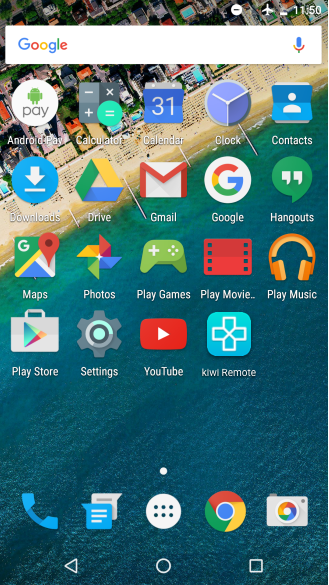 11:50
Google
pay
31
Android Pay
Calculator
Calendar
Clock
Contacts
Downloads
Drive
Gmail
Google
Hangouts
G
Maps
Photos
Play Games
Play Movie..
Play Music
Play Store
Settings
YouTube
kiwi Remote